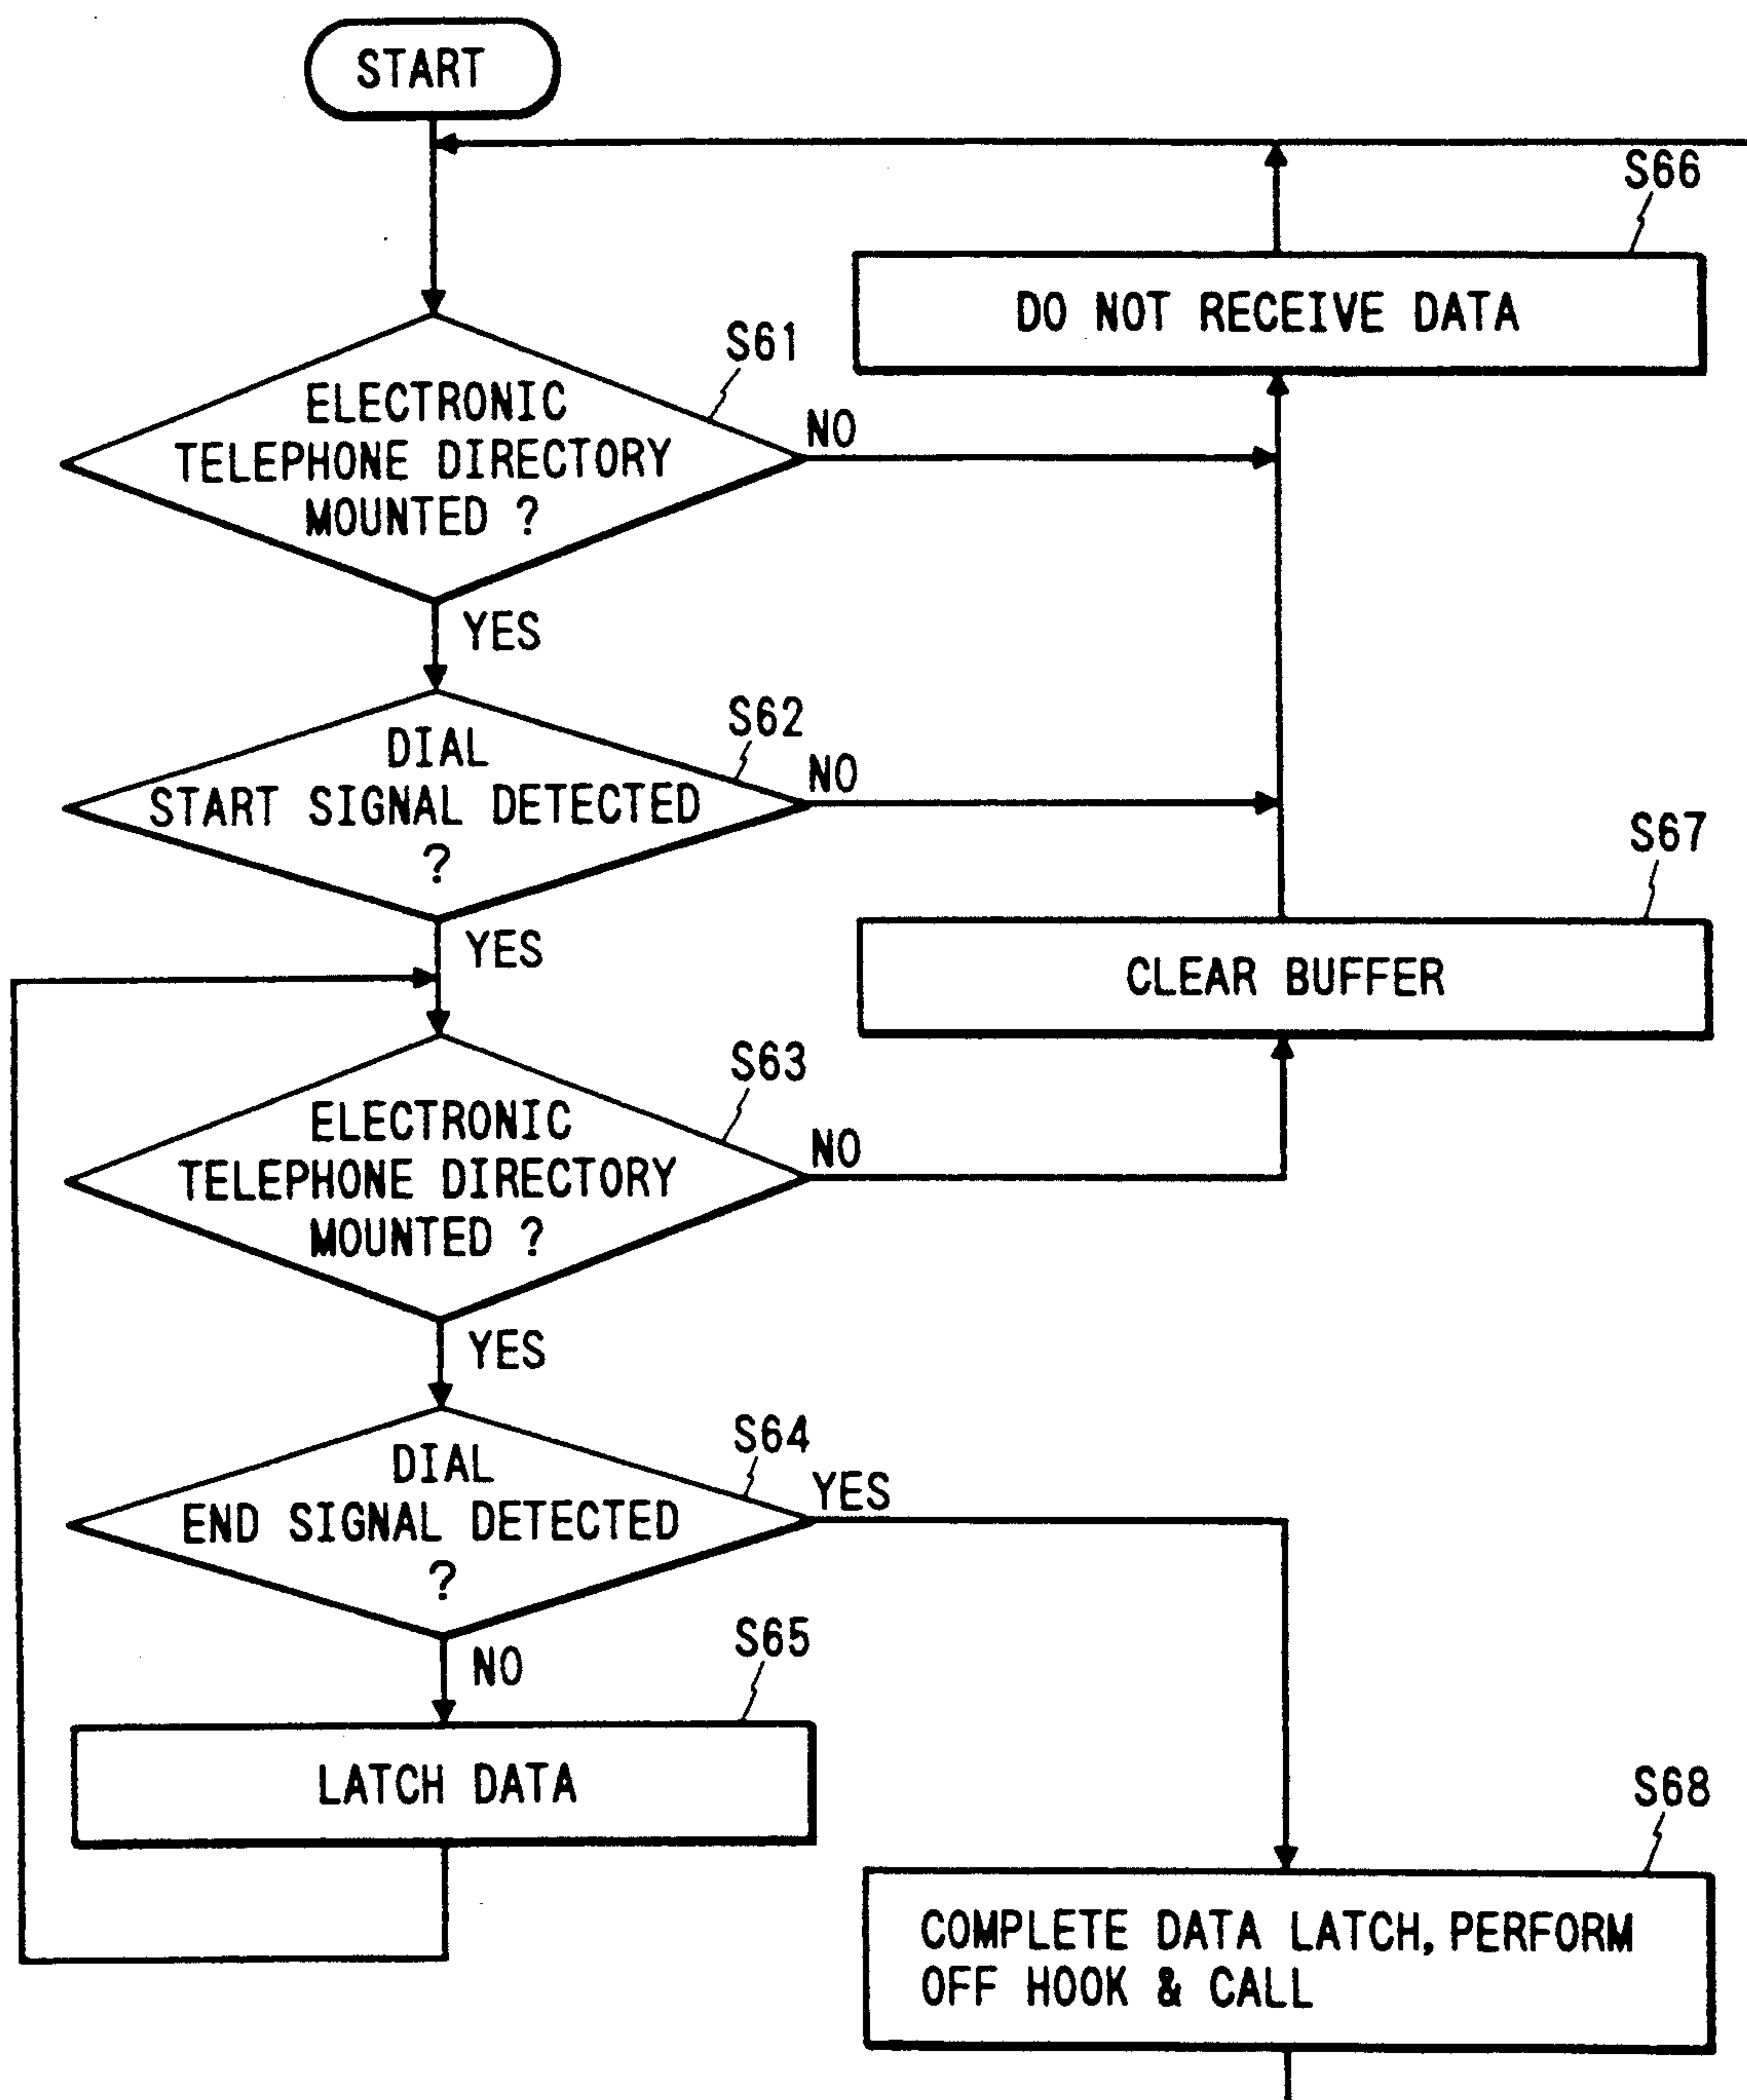 START
S66
DO NOT RECEIVE DATA
S61
ELECTRONIC
TELEPHONE DIRECTORY
MOUNTED ?
NO
YES
S62
DIAL
START SIGNAL DETECTED
?
NO
YES
S67
CLEAR BUFFER
S63
ELECTRONIC
TELEPHONE DIRECTORY
MOUNTED ?
NO
YES
S64
DIAL
END SIGNAL DETECTED
?
YES
NO
S65
LATCH DATA
S68
COMPLETE DATA LATCH, PERFORM
OFF HOOK & CALL